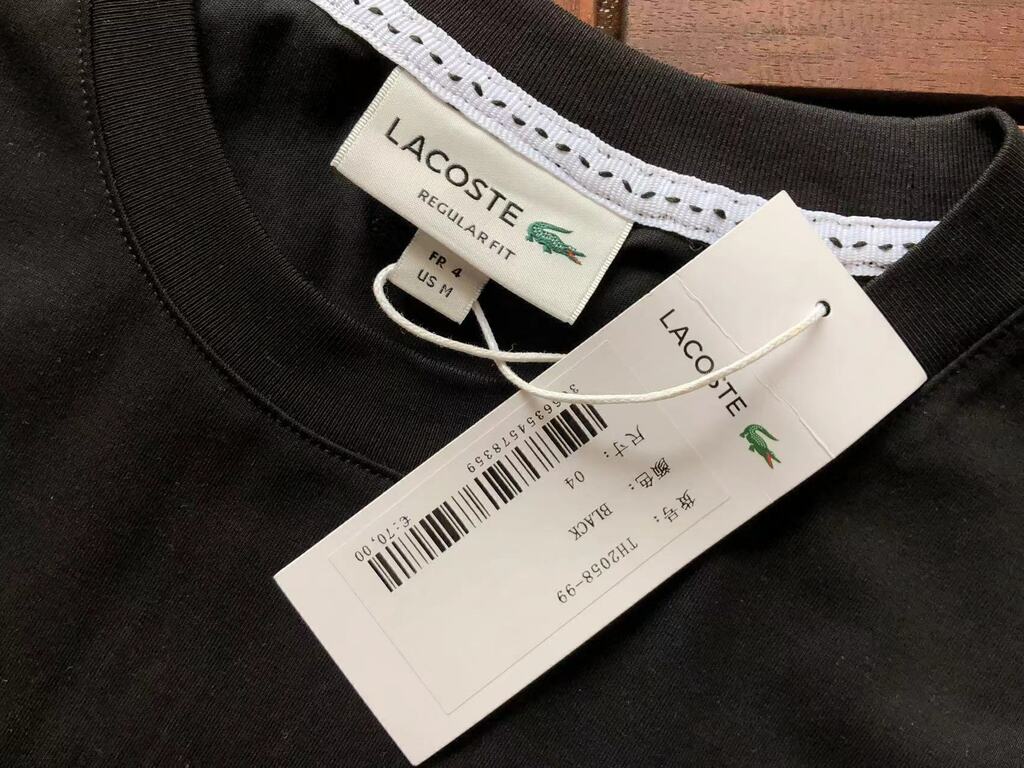 LACOSTE
REGULAR FIT
FR 4
US M
LACOSTE
货号: TH2058-99
颜色: BLACK
尺寸: 04
€:70,00